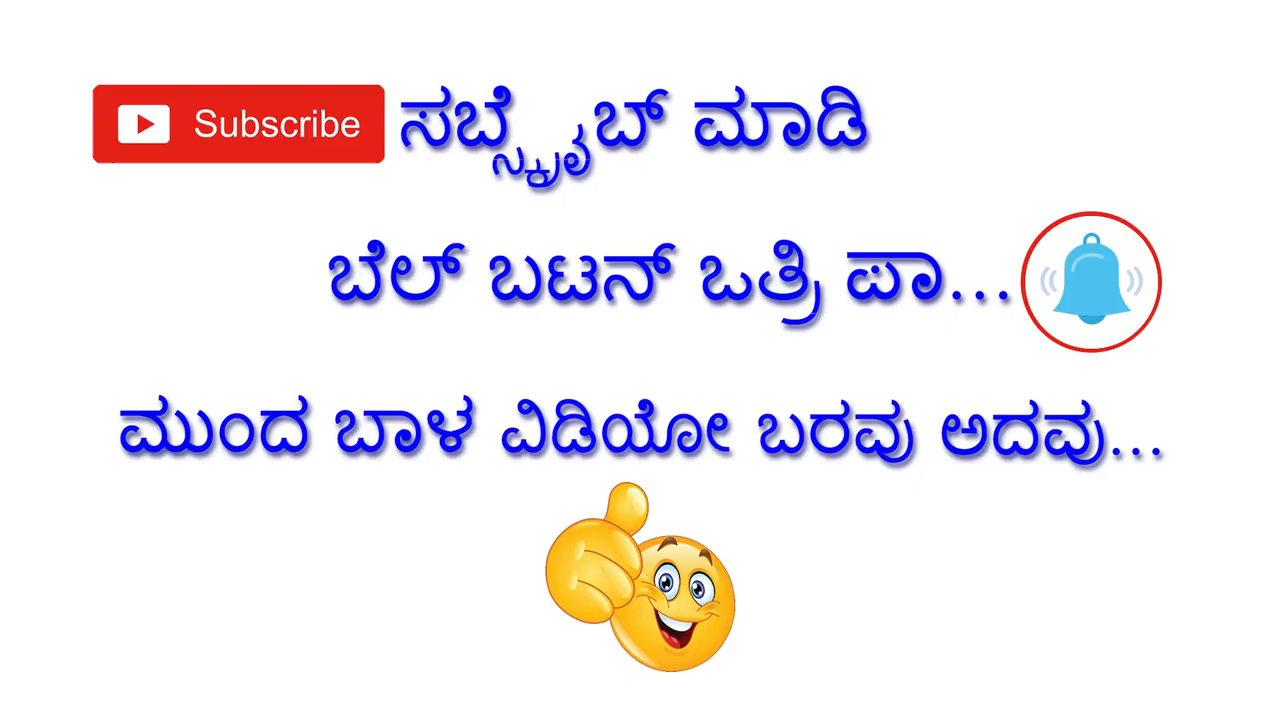 Subscribe ಸಬ್ಸ್ಕ್ರೈಬ್ ಮಾಡಿ
ಬೆಲ್ ಬಟನ್ ಒತ್ರಿ ಪಾ...
ಮುಂದ ಬಾಳ ವಿಡಿಯೋ ಬರವು ಅದವು...